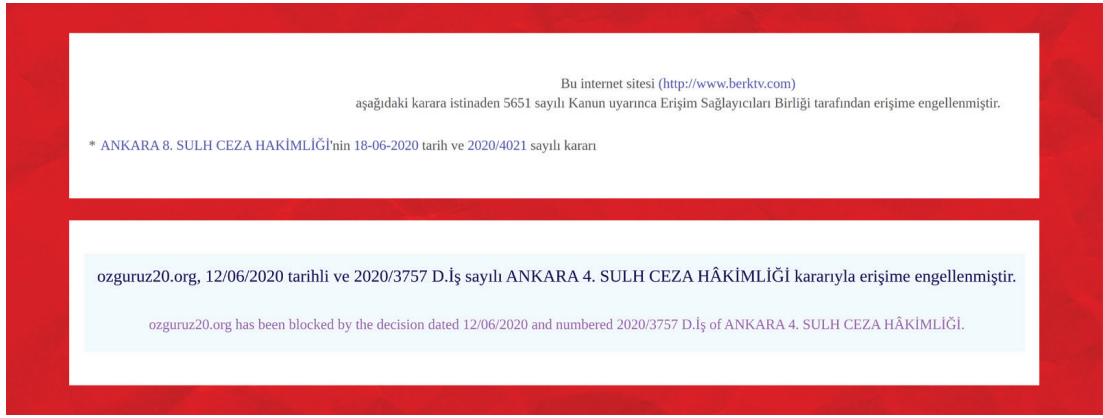 Bu internet sitesi (http://www.berktv.com)
aşağıdaki karara istinaden 5651 sayılı Kanun uyarınca Erişim Sağlayıcıları Birliği tarafından erişime engellenmiştir.
* ANKARA 8. SULH CEZA HAKİMLİĞİ'nin 18-06-2020 tarih ve 2020/4021 sayılı kararı
ozguruz20.org, 12/06/2020 tarihli ve 2020/3757 D.İş sayılı ANKARA 4. SULH CEZA HÂKİMLİĞİ kararıyla erişime engellenmiştir.
ozguruz20.org has been blocked by the decision dated 12/06/2020 and numbered 2020/3757 D.İş of ANKARA 4. SULH CEZA HÂKİMLİĞİ.